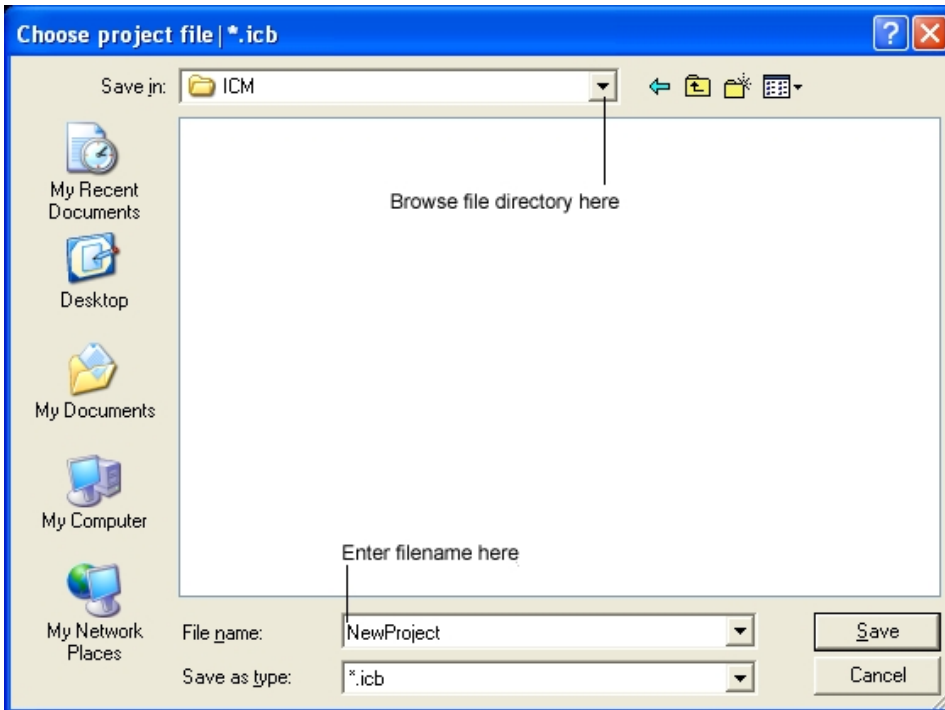 Choose project file|*.icb
Save in:
ICM
My Recent
Documents
Browse file directory here
Desktop
My Documents
My Computer
Enter filename here
My Network
Places
File name:
NewProject
Save
Save as type:
*.icb
Cancel